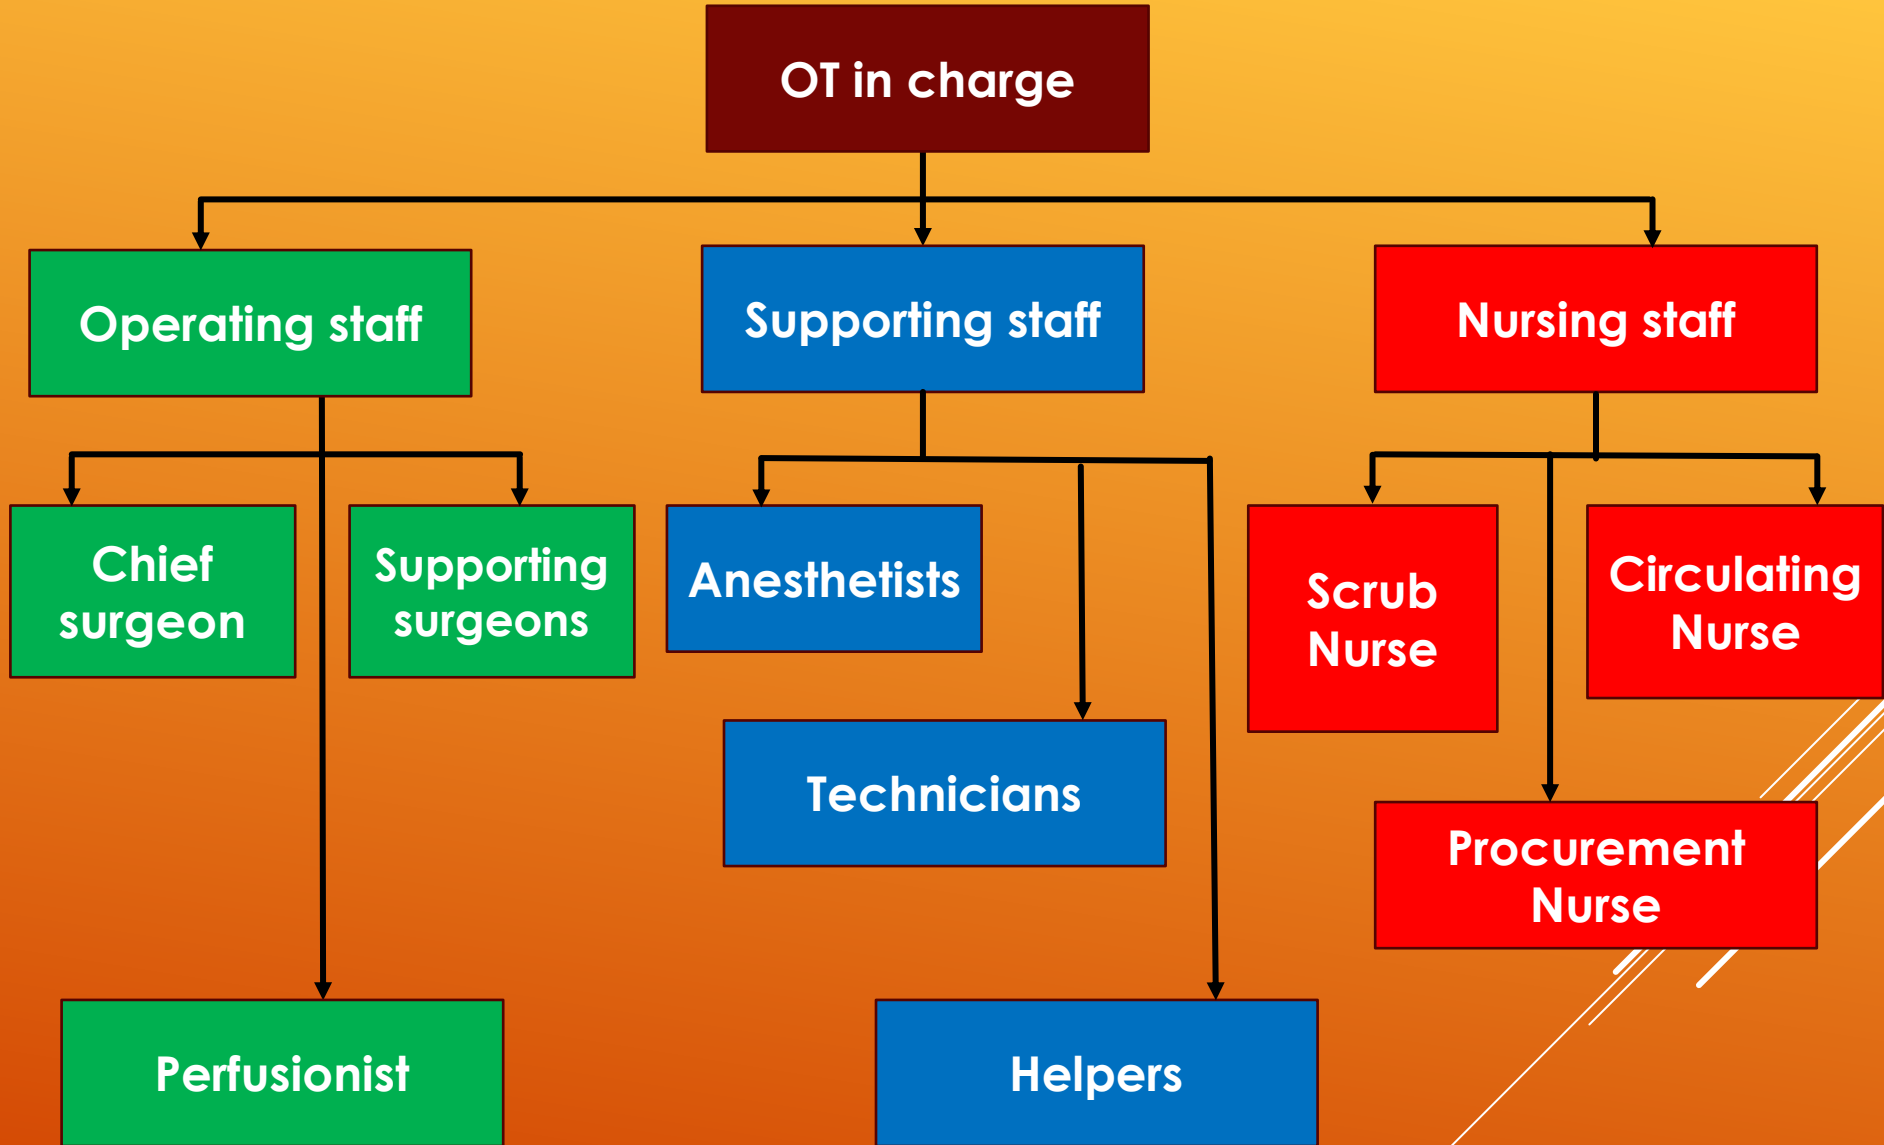 OT in charge
Operating staff
Supporting staff
Nursing staff
Chief
surgeon
Supporting
surgeons
Anesthetists
Scrub
Nurse
Circulating
Nurse
Technicians
Procurement
Nurse
Perfusionist
Helpers